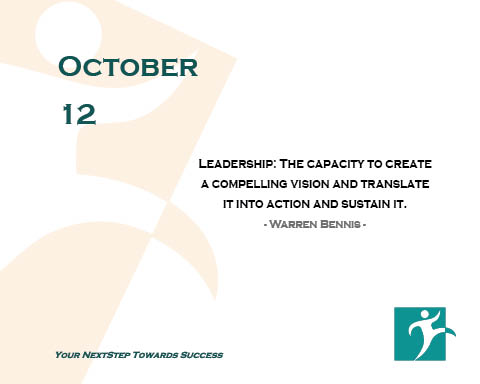 October
12
Leadership: The capacity to create
a compelling vision and translate
it into action and sustain it.
- Warren Bennis -
Your NextStep Towards Success